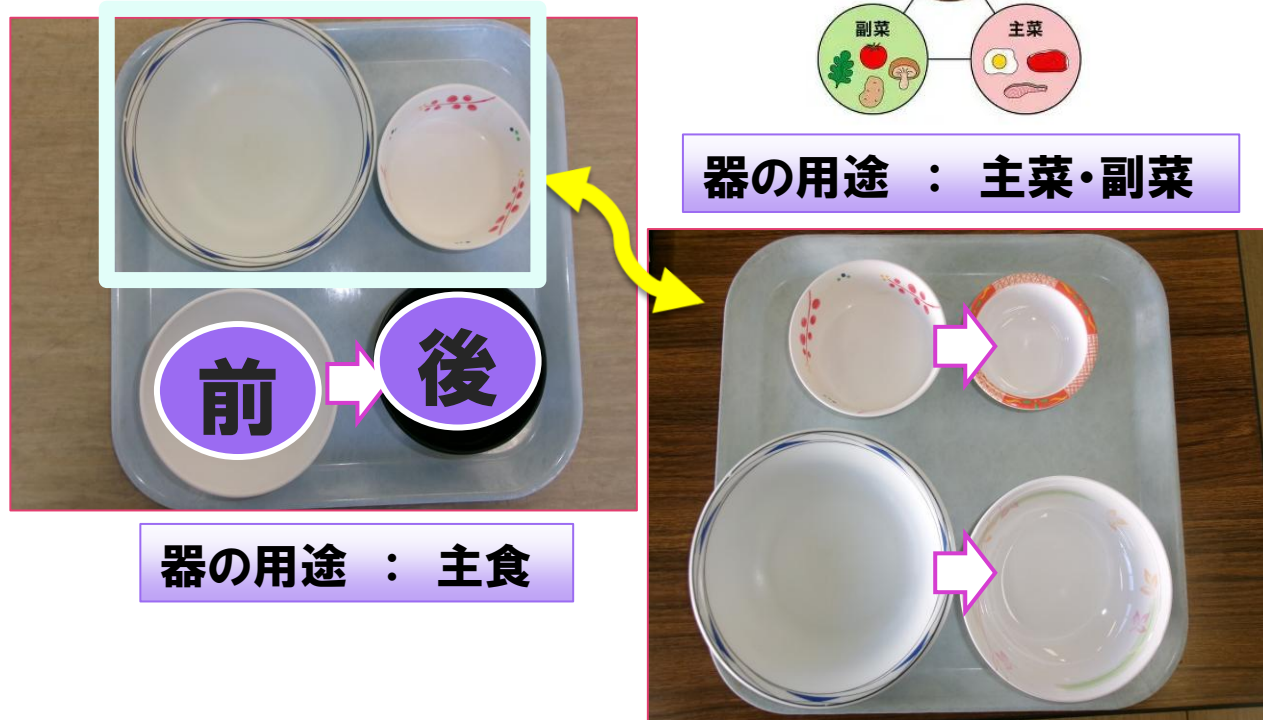 副菜
主菜
器の用途 : 主菜・副菜
前
後
器の用途 : 主食